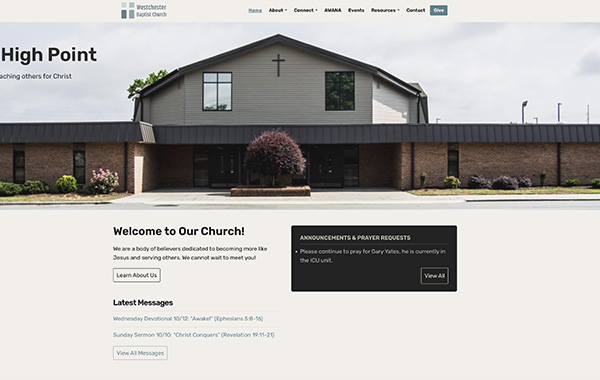 Westchester
Baptist Church
Home About Connect AWANA Events Resources Contact Give
High Point
aching others for Christ
Welcome to Our Church!
We are a body of believers dedicated to becoming more like
Jesus and serving others. We cannot wait to meet you!
Learn About Us
ANNOUNCEMENTS & PRAYER REQUESTS
• Please continue to pray for Gary Yates, he is currently in
the ICU unit.
View All
Latest Messages
Wednesday Devotional 10/12: "Awake!" (Ephesians 5:8-16)
Sunday Sermon 10/10: "Christ Conquers" (Revelation 19:11-21)
View All Messages